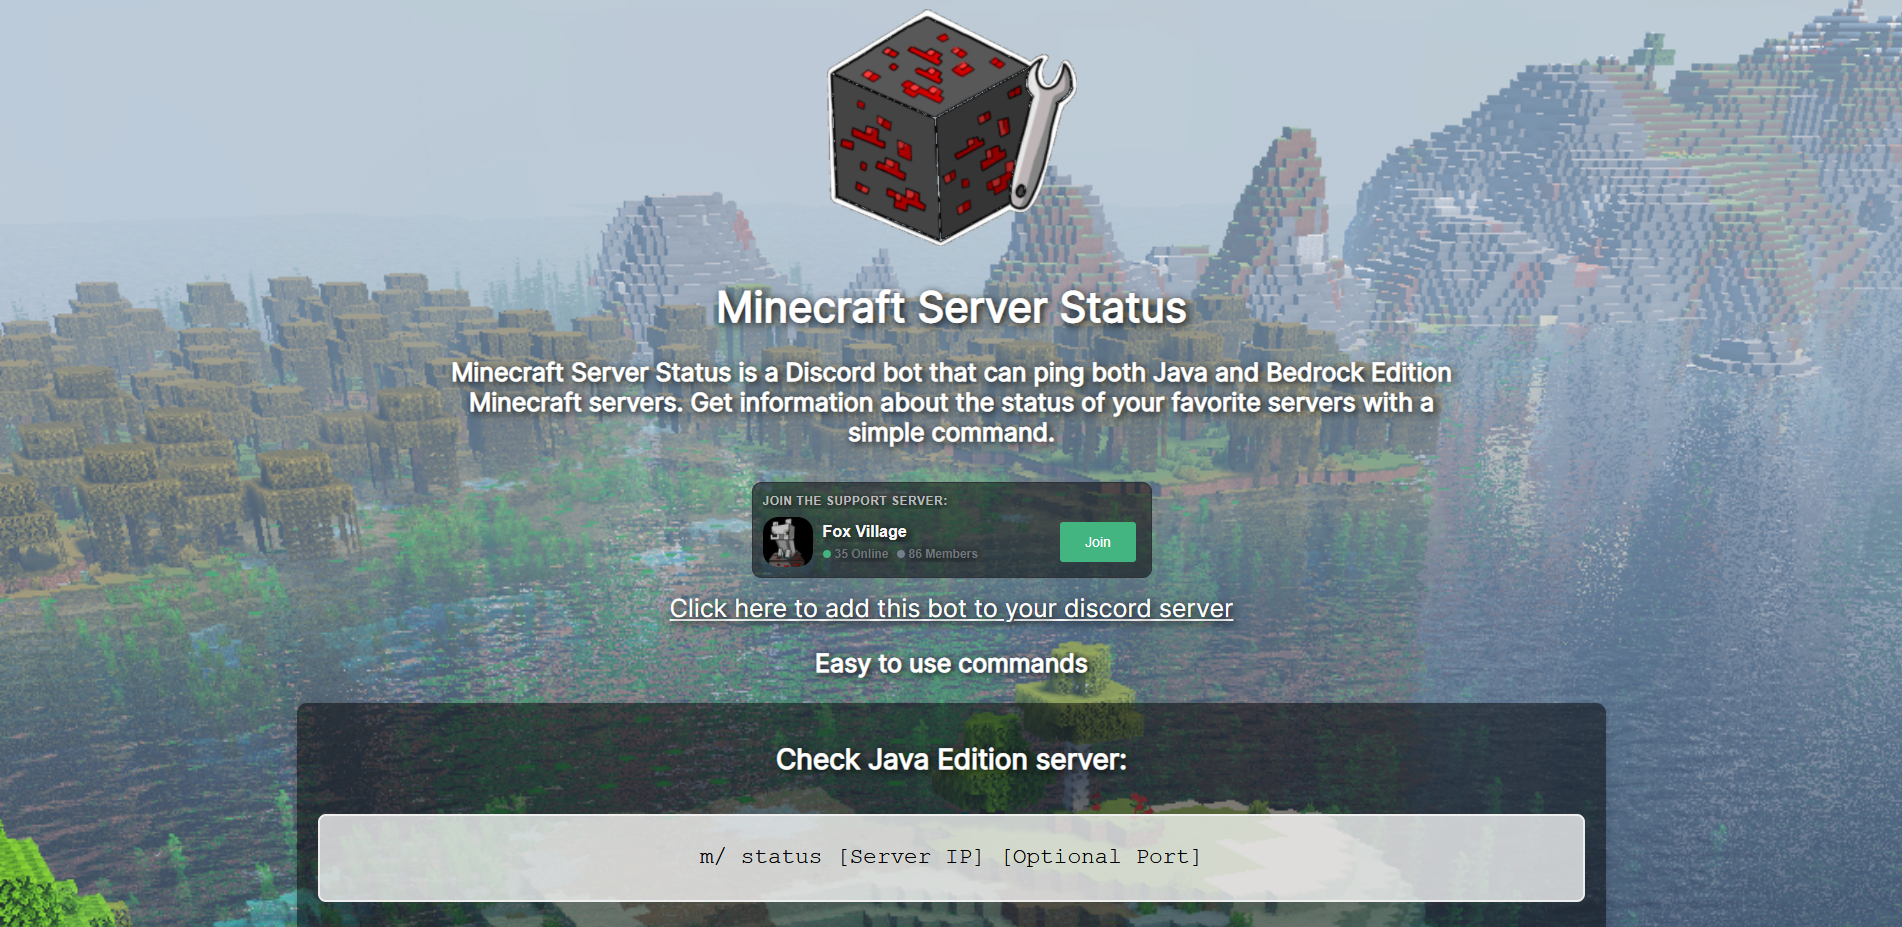 Minecraft Server Status
Minecraft Server Status is a Discord bot that can ping both Java and Bedrock Edition
Minecraft servers. Get information about the status of your favorite servers with a
simple command.
JOIN THE SUPPORT SERVER:
Fox Village
35 Online 86 Members
Join
Click here to add this bot to your discord server
Easy to use commands
Check Java Edition server:
m/ status [Server IP] [Optional Port]